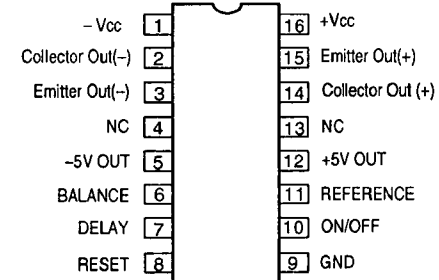 – Vcc 1 16 +Vcc
Collector Out(–) 2 15 Emitter Out(+)
Emitter Out(–) 3 14 Collector Out (+)
NC 4 13 NC
–5V OUT 5 12 +5V OUT
BALANCE 6 11 REFERENCE
DELAY 7 10 ON/OFF
RESET 8 9 GND